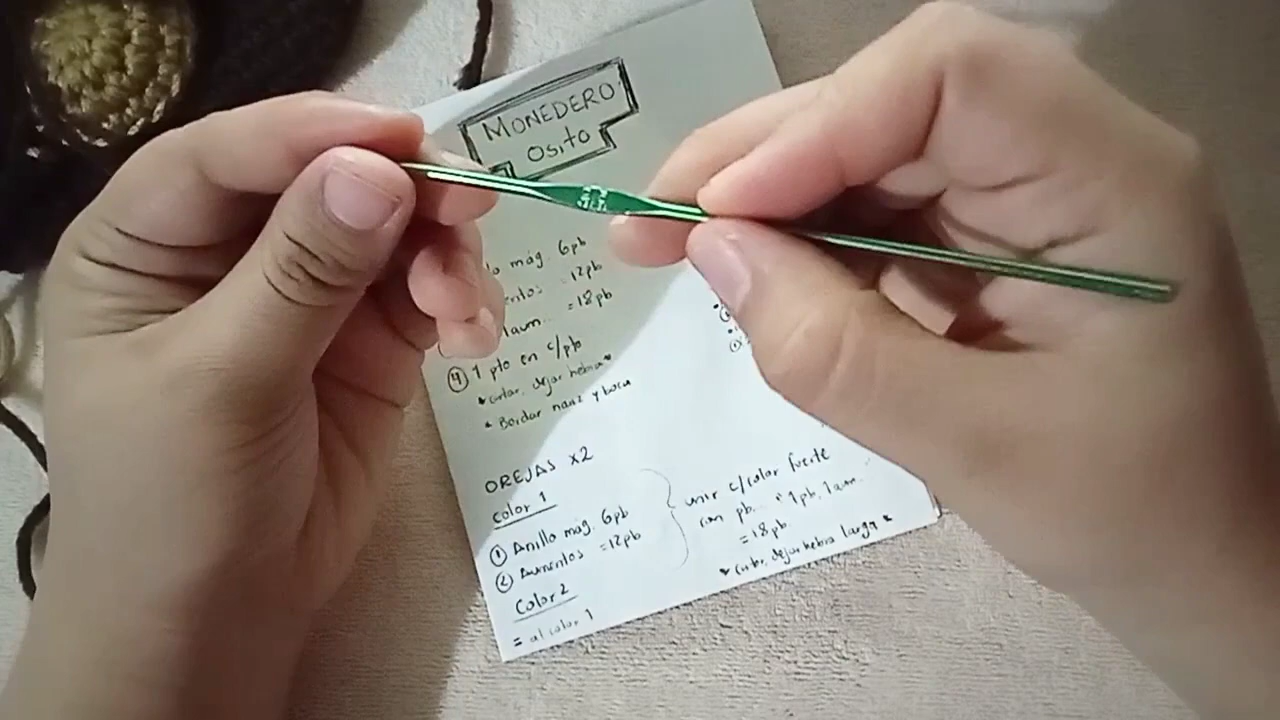 MONEDERO
osito
mág. 6pb
= 12pb
= 18pb
④ 1 pto en c/pb
* Cortar, dejar hebra *
* Bordar nariz y boca
OREJAS x2
Color 1
① Anillo mág. 6pb
② Aumentos = 12pb
Color 2
= al color 1
unir c/color fuerte
con pb... "1pb, 1aum.
= 18pb
* Cortar, dejar hebra larga *